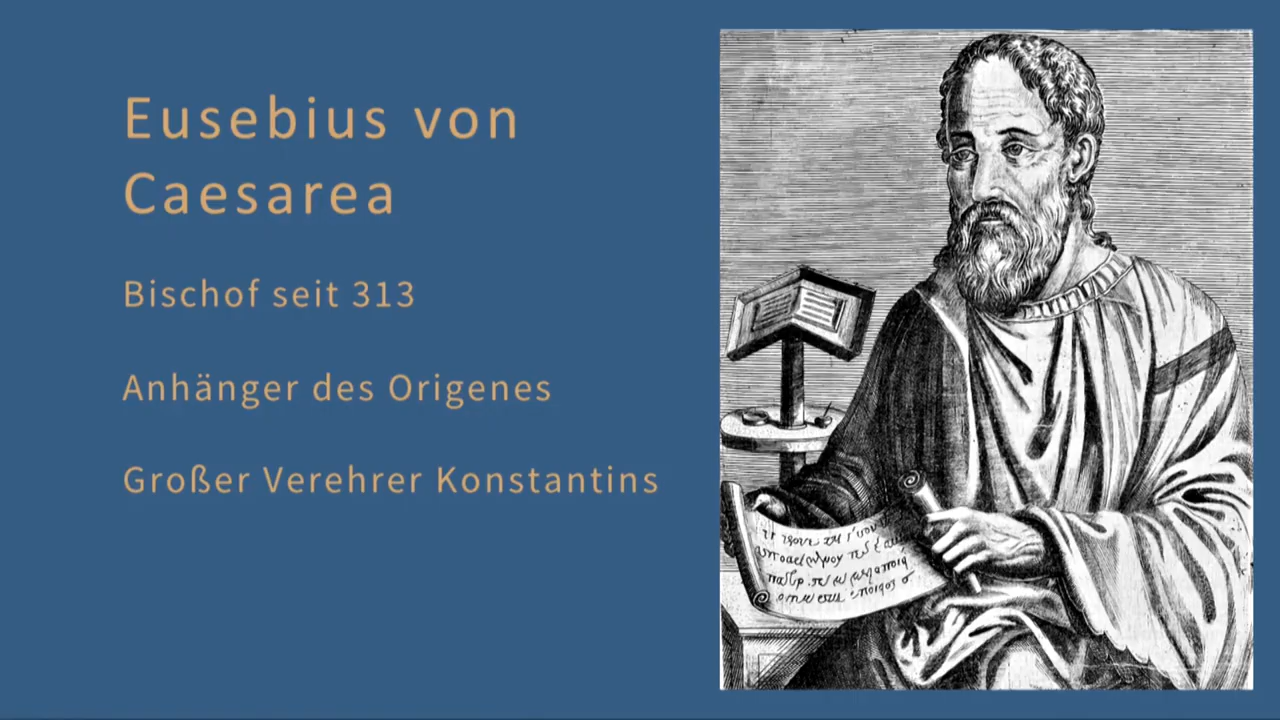 Eusebius von
Caesarea
Bischof seit 313
Anhänger des Origenes
Großer Verehrer Konstantins